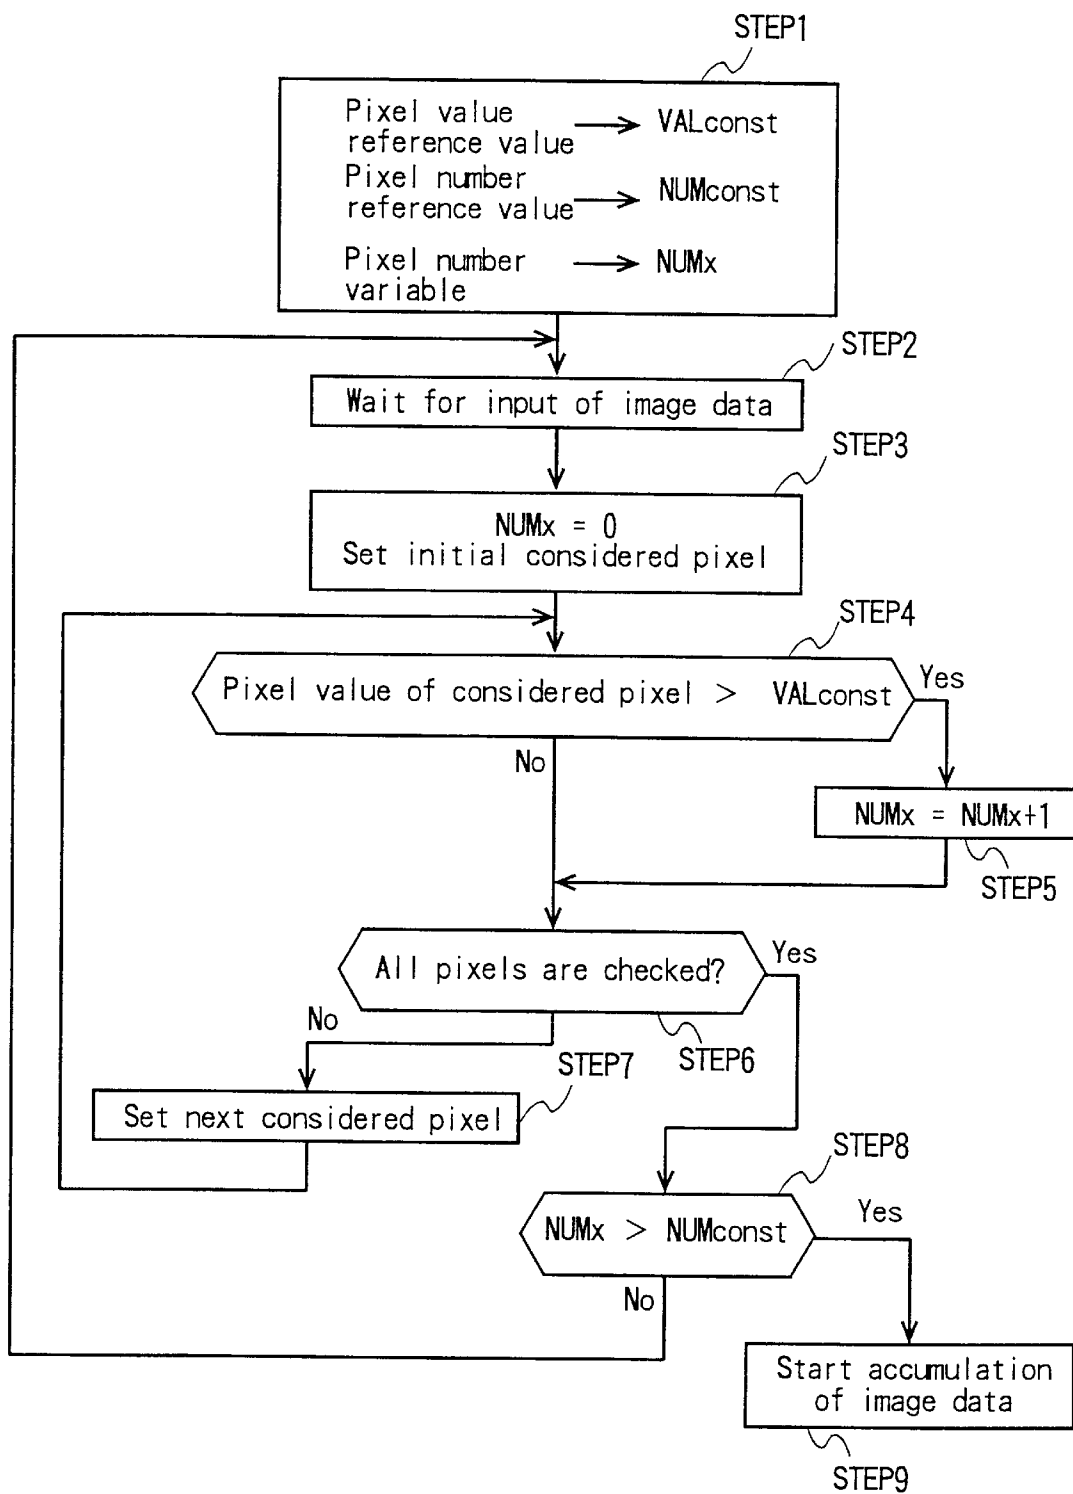 STEP1
Pixel value
reference value → VALconst
Pixel number
reference value → NUMconst
Pixel number → NUMx
variable
STEP2
Wait for input of image data
STEP3
NUMx = 0
Set initial considered pixel
STEP4
Pixel value of considered pixel > VALconst
Yes
No
NUMx = NUMx+1
STEP5
All pixels are checked?
Yes
No
STEP6
STEP7
Set next considered pixel
STEP8
NUMx > NUMconst
Yes
No
Start accumulation
of image data
STEP9